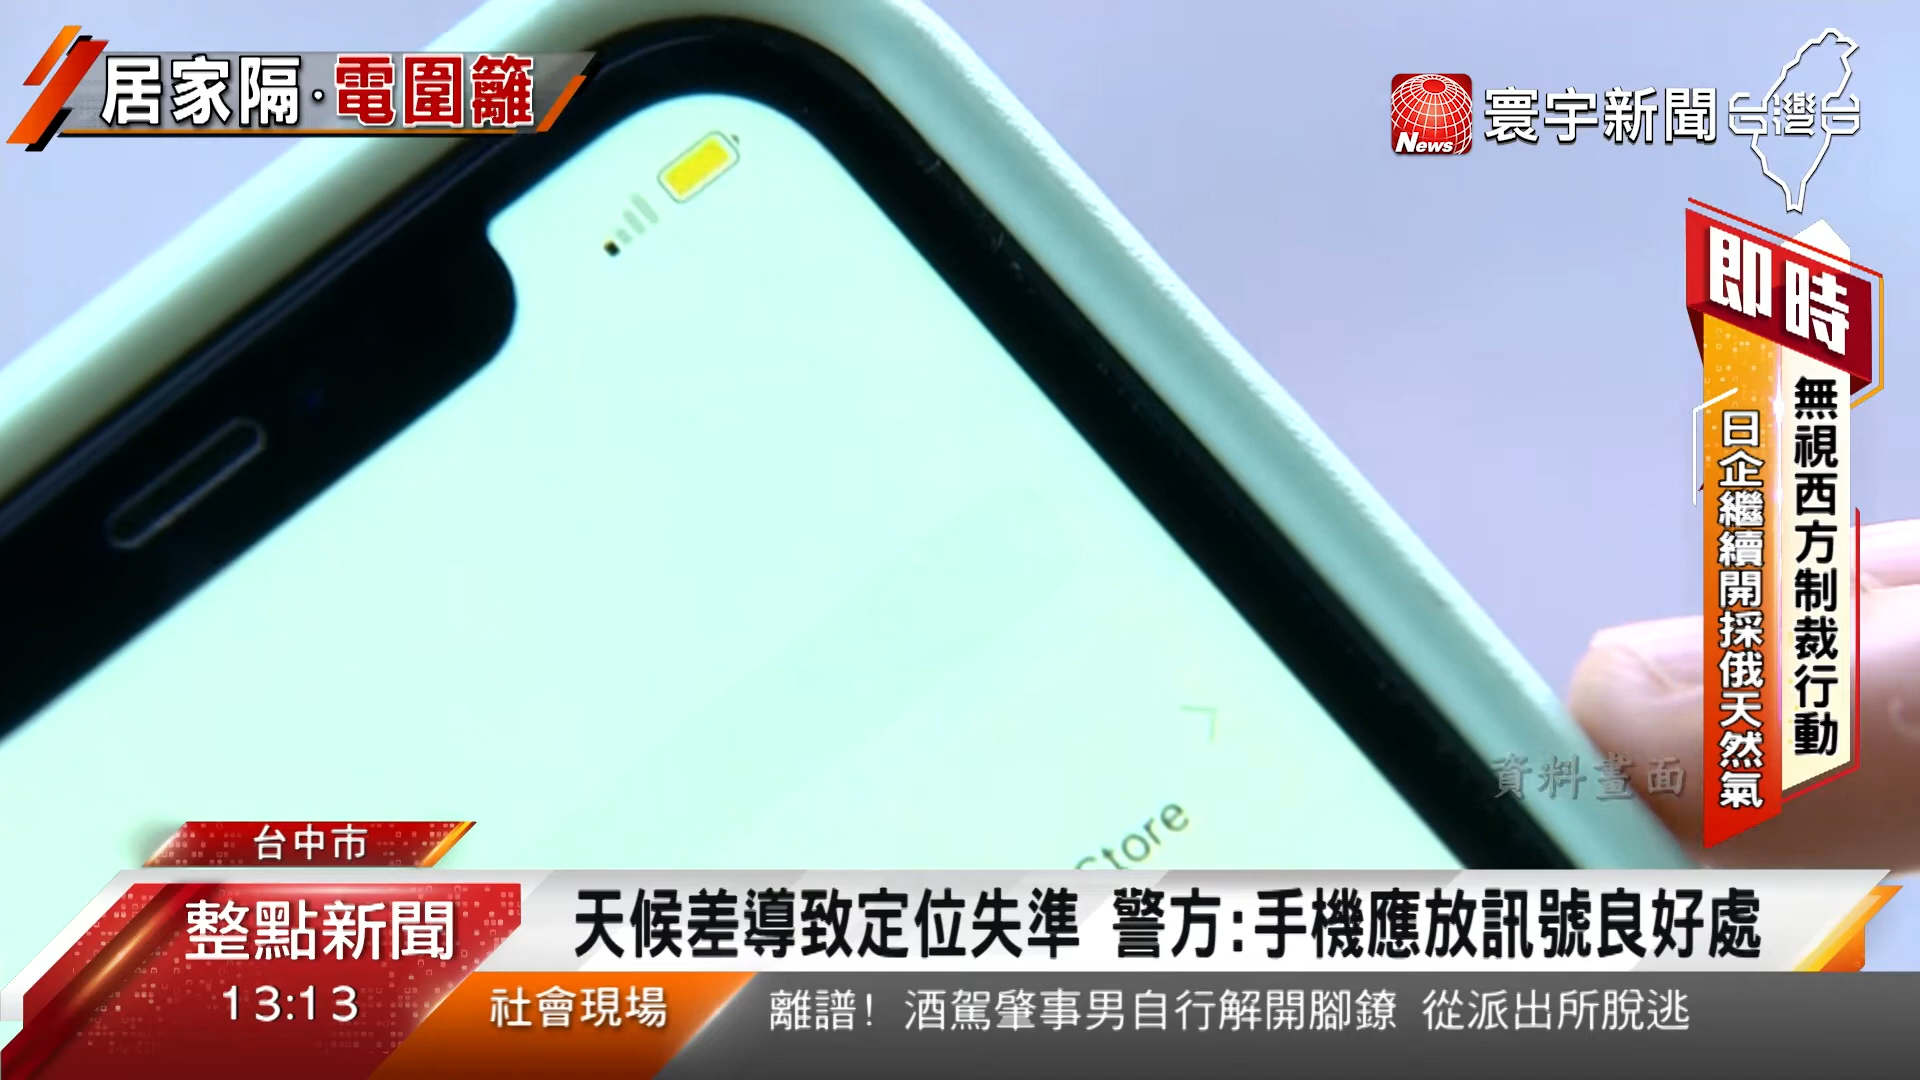 居家隔·電圍籬
News
寰宇新聞
台灣台
即時
無視西方制裁行動
日企繼續開採俄天然氣
資料畫面
Store
台中市
整點新聞
天候差導致定位失準 警方:手機應放訊號良好處
13:13
社會現場
離譜! 酒駕肇事男自行解開腳鐐 從派出所脫逃